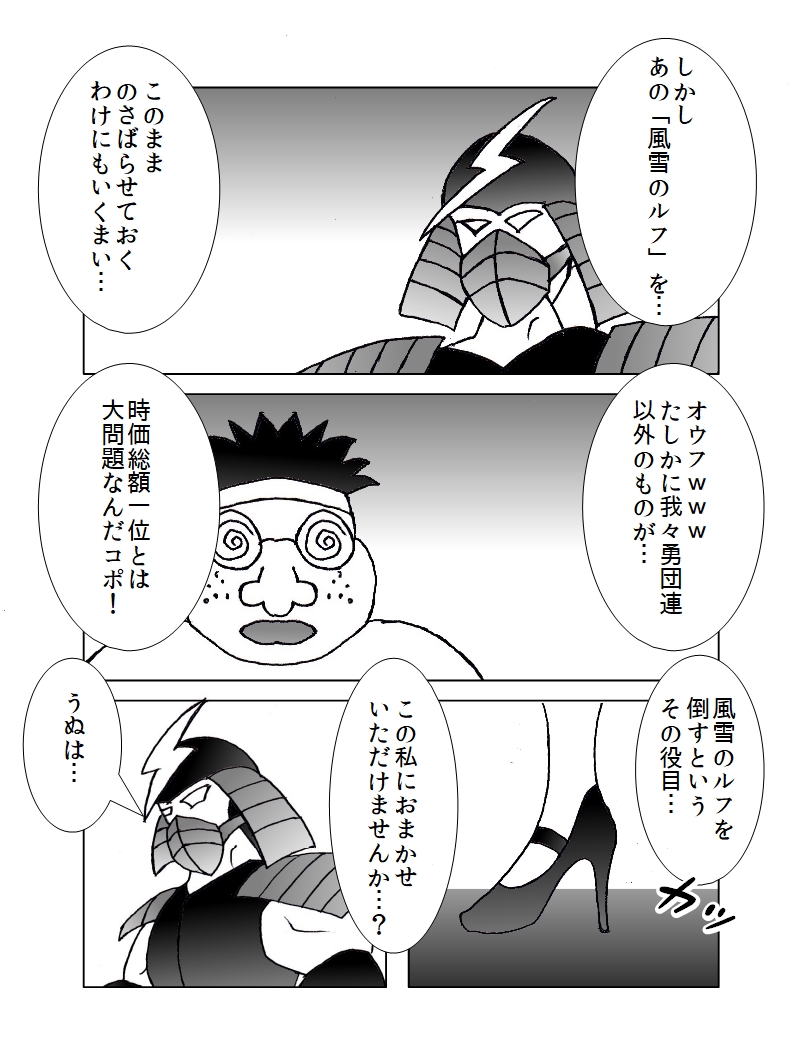 しかし
あの「風雪のルフ」を…
このまま
のさばらせておく
わけにもいくまい…
オウフｗｗｗ
たしかに我々勇団連
以外のものが…
時価総額一位とは
大問題なんだコポ！
風雪のルフを
倒すという
その役目…
カッ
この私におまかせ
いただけませんか…？
うぬは…